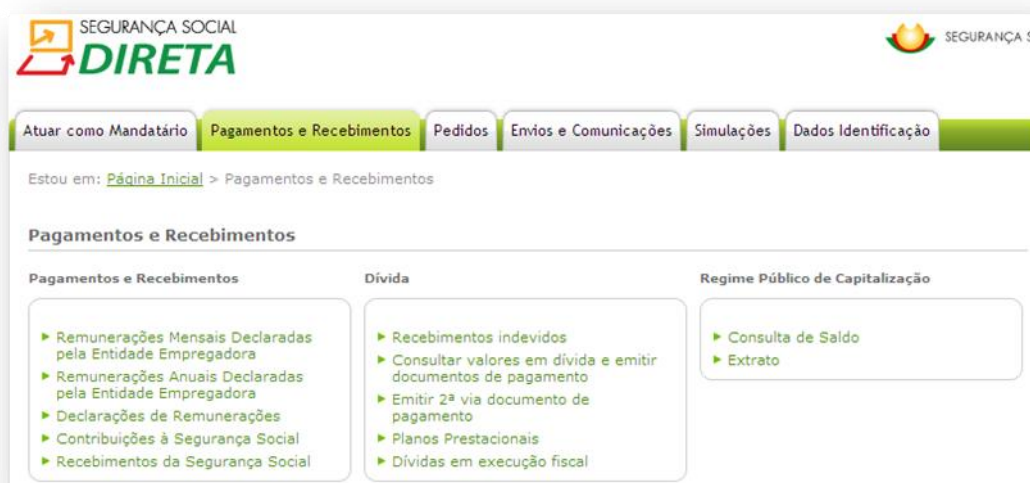 SEGURANÇA SOCIAL
DIRETA
SEGURANÇA
Atuar como Mandatário
Pagamentos e Recebimentos
Pedidos
Envios e Comunicações
Simulações
Dados Identificação
Estou em: Página Inicial > Pagamentos e Recebimentos
Pagamentos e Recebimentos
Pagamentos e Recebimentos
Remunerações Mensais Declaradas
pela Entidade Empregadora
Remunerações Anuais Declaradas
pela Entidade Empregadora
Declarações de Remunerações
Contribuições à Segurança Social
Recebimentos da Segurança Social
Dívida
Recebimentos indevidos
Consultar valores em dívida e emitir
documentos de pagamento
Emitir 2ª via documento de
pagamento
Planos Prestacionais
Dívidas em execução fiscal
Regime Público de Capitalização
Consulta de Saldo
Extrato